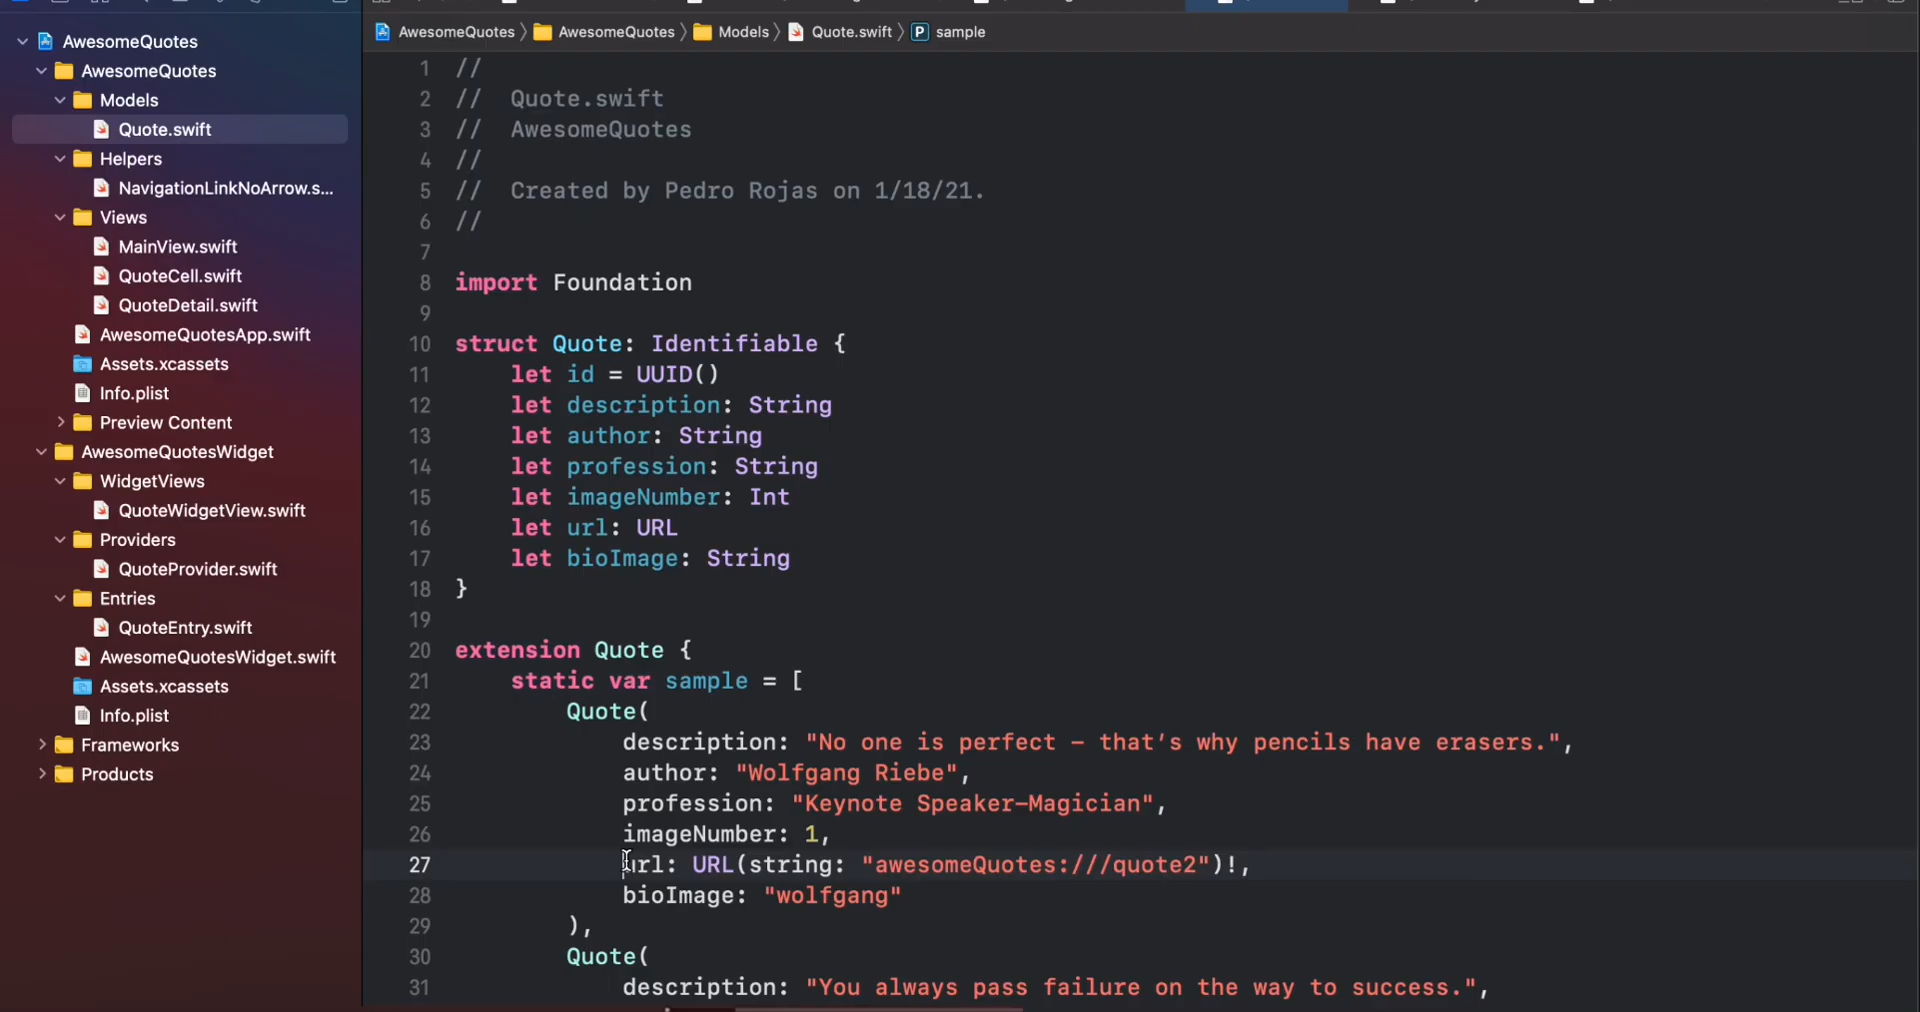 AwesomeQuotes
AwesomeQuotes
Models
Quote.swift
Helpers
NavigationLinkNoArrow.s...
Views
MainView.swift
QuoteCell.swift
QuoteDetail.swift
AwesomeQuotesApp.swift
Assets.xcassets
Info.plist
Preview Content
AwesomeQuotesWidget
WidgetViews
QuoteWidgetView.swift
Providers
QuoteProvider.swift
Entries
QuoteEntry.swift
AwesomeQuotesWidget.swift
Assets.xcassets
Info.plist
Frameworks
Products
AwesomeQuotes 〉 AwesomeQuotes 〉 Models 〉 Quote.swift 〉 P sample
1 //
2 //  Quote.swift
3 //  AwesomeQuotes
4 //
5 //  Created by Pedro Rojas on 1/18/21.
6 //
7
8 import Foundation
9
10 struct Quote: Identifiable {
11     let id = UUID()
12     let description: String
13     let author: String
14     let profession: String
15     let imageNumber: Int
16     let url: URL
17     let bioImage: String
18 }
19
20 extension Quote {
21     static var sample = [
22         Quote(
23             description: "No one is perfect – that’s why pencils have erasers.",
24             author: "Wolfgang Riebe",
25             profession: "Keynote Speaker–Magician",
26             imageNumber: 1,
27             url: URL(string: "awesomeQuotes:///quote2")!,
28             bioImage: "wolfgang"
29         ),
30         Quote(
31             description: "You always pass failure on the way to success.",